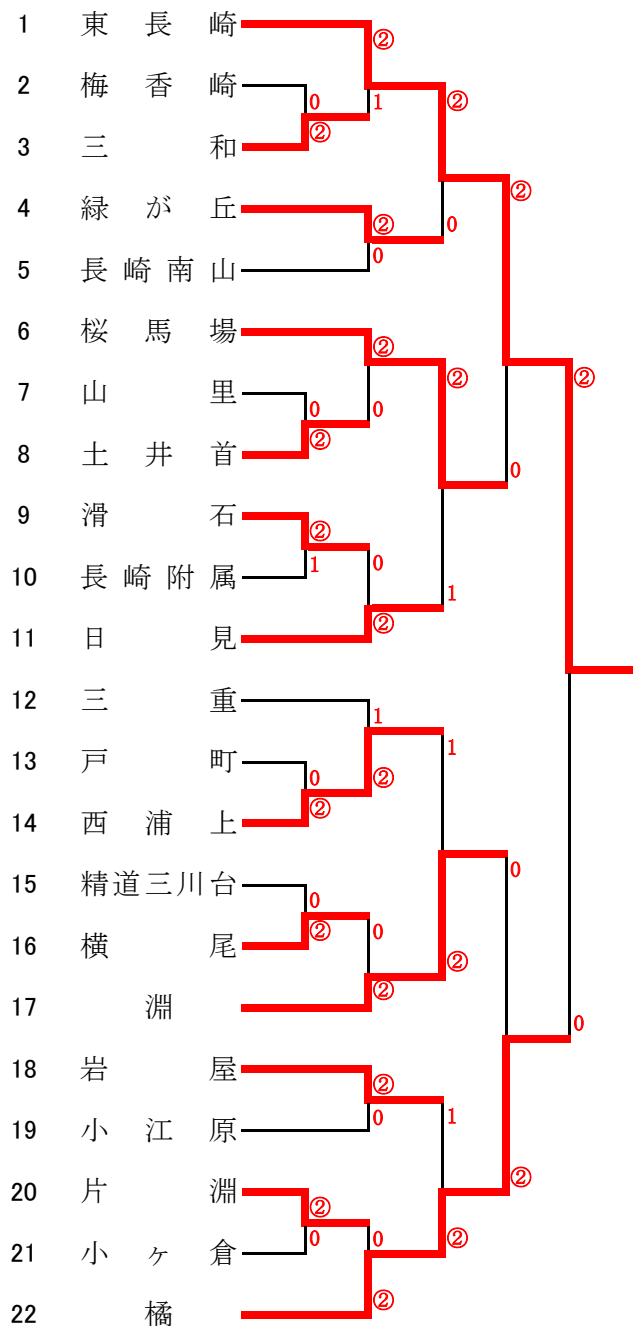 1 東長崎
②
2 梅香崎
0 1 ②
3 三和
②
②
4 緑が丘
② 0
5 長崎南山
0
6 桜馬場
② ② ②
7 山里
0 0
8 土井首
②
0
9 滑石
② 0
10 長崎附属
1 1
11 日見
②
12 三重
1 1
13 戸町
0 ②
14 西浦上
②
15 精道三川台
0 0
16 横尾
② 0
②
17 淵
②
0
18 岩屋
② 1
19 小江原
0
20 片淵
② ②
21 小ヶ倉
0 0 ②
22 橘
②